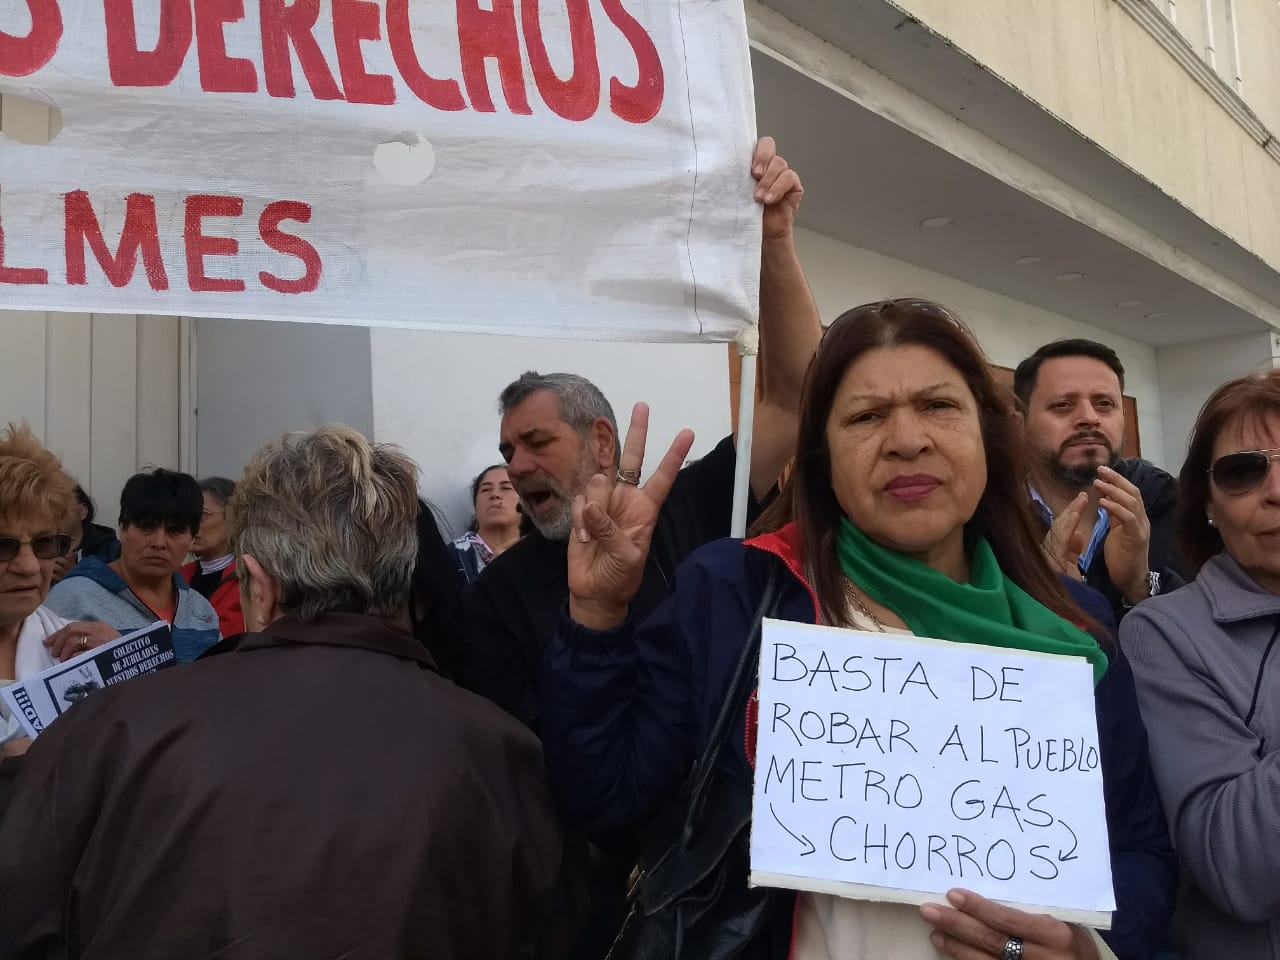 S DERECHOS
LMES
COLECTIVO
DE JUBILADXS
NUESTROS DERECHOS
BASTA DE
ROBAR AL PUEBLO
METRO GAS
CHORROS